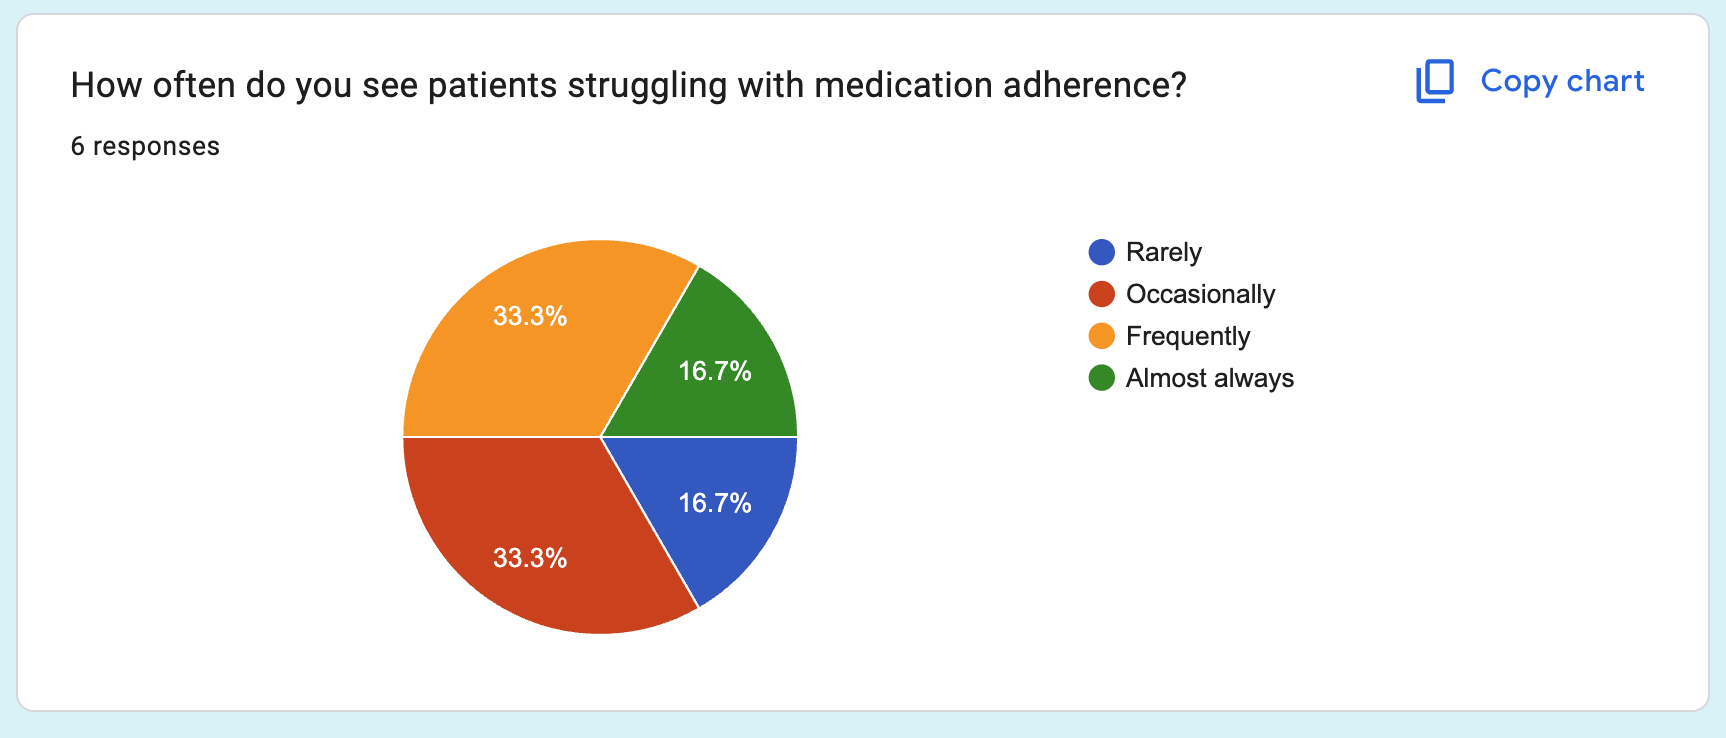 How often do you see patients struggling with medication adherence?
Copy chart
6 responses
33.3%
16.7%
16.7%
33.3%
Rarely
Occasionally
Frequently
Almost always